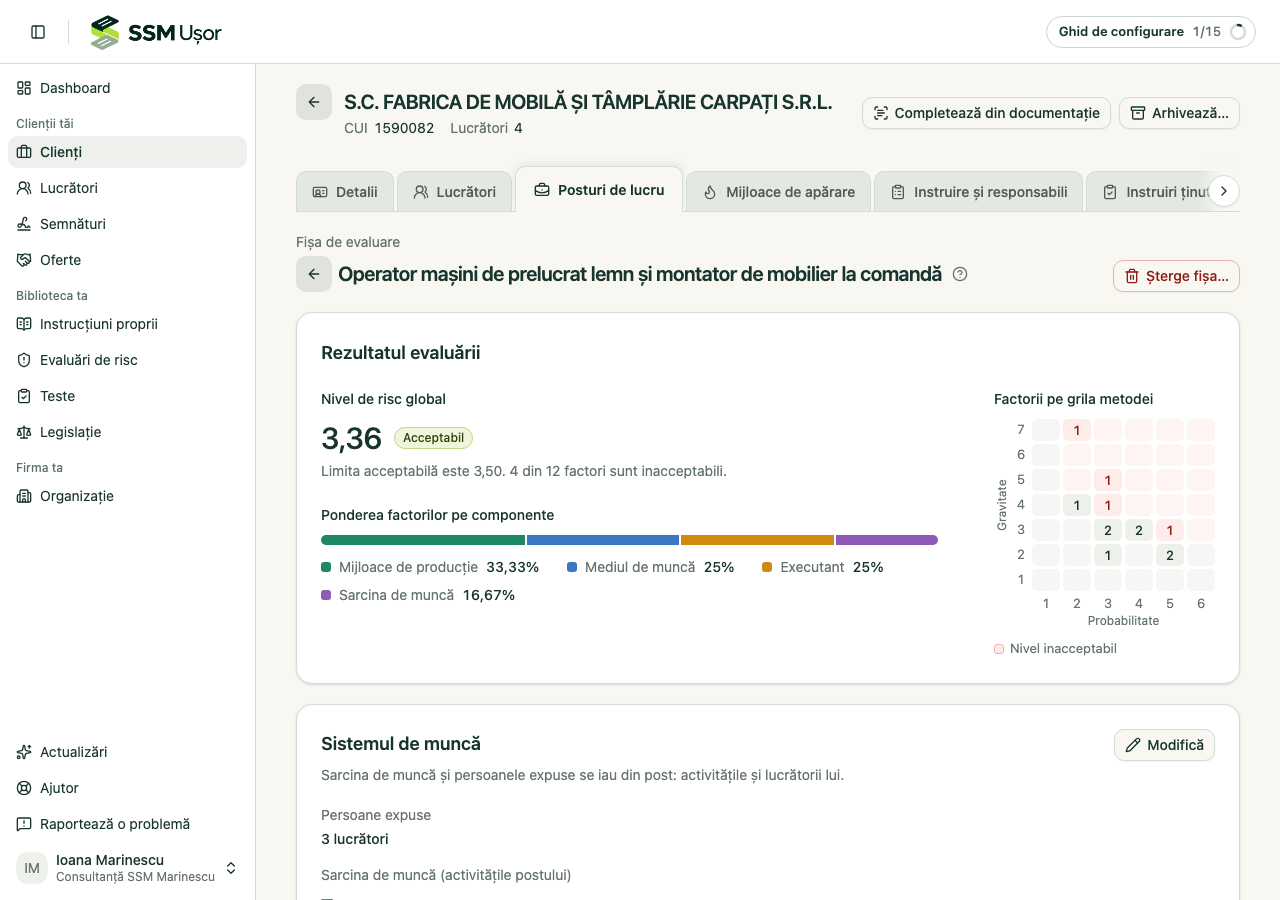 SSM Ușor
Ghid de configurare 1/15
Dashboard
Clienții tăi
Clienți
Lucrători
Semnături
Oferte
Biblioteca ta
Instrucțiuni proprii
Evaluări de risc
Teste
Legislație
Firma ta
Organizație
Actualizări
Ajutor
Raportează o problemă
IM
Ioana Marinescu
Consultanță SSM Marinescu
S.C. FABRICA DE MOBILĂ ȘI TÂMPLĂRIE CARPAȚI S.R.L.
CUI 1590082 Lucrători 4
Completează din documentație
Arhivează...
Detalii
Lucrători
Posturi de lucru
Mijloace de apărare
Instruire și responsabili
Instruiri ținut
Fișa de evaluare
Operator mașini de prelucrat lemn și montator de mobilier la comandă
Șterge fișa...
Rezultatul evaluării
Nivel de risc global
3,36 Acceptabil
Limita acceptabilă este 3,50. 4 din 12 factori sunt inacceptabili.
Ponderea factorilor pe componente
Mijloace de producție 33,33% Mediul de muncă 25% Executant 25%
Sarcina de muncă 16,67%
Factorii pe grila metodei
Gravitate
7 1
6
5 1
4 1 1
3 2 2 1
2 1 2
1
1 2 3 4 5 6
Probabilitate
Nivel inacceptabil
Sistemul de muncă
Modifică
Sarcina de muncă și persoanele expuse se iau din post: activitățile și lucrătorii lui.
Persoane expuse
3 lucrători
Sarcina de muncă (activitățile postului)